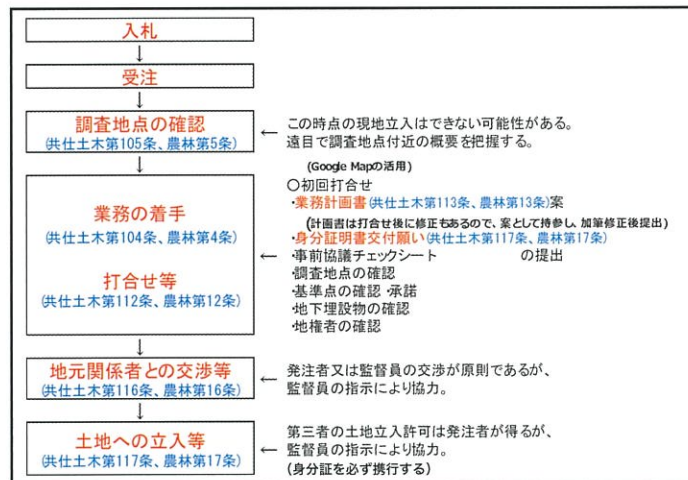 入札
↓
受注
↓
調査地点の確認
(共仕土木第105条、農林第5条)
← この時点の現地立入はできない可能性がある。
遠目で調査地点付近の概要を把握する。
(Google Mapの活用)
↓
業務の着手
(共仕土木第104条、農林第4条)
打合せ等
(共仕土木第112条、農林第12条)
← 〇初回打合せ
・業務計画書(共仕土木第113条、農林第13条)案
(計画書は打合せ後に修正もあるので、案として持参し、加筆修正後提出)
・身分証明書交付願い(共仕土木第117条、農林第17条)
・事前協議チェックシート の提出
・調査地点の確認
・基準点の確認・承諾
・地下埋設物の確認
・地権者の確認
↓
地元関係者との交渉等
(共仕土木第116条、農林第16条)
← 発注者又は監督員の交渉が原則であるが、
監督員の指示により協力。
↓
土地への立入等
(共仕土木第117条、農林第17条)
← 第三者の土地立入許可は発注者が得るが、
監督員の指示により協力。
(身分証を必ず携行する)